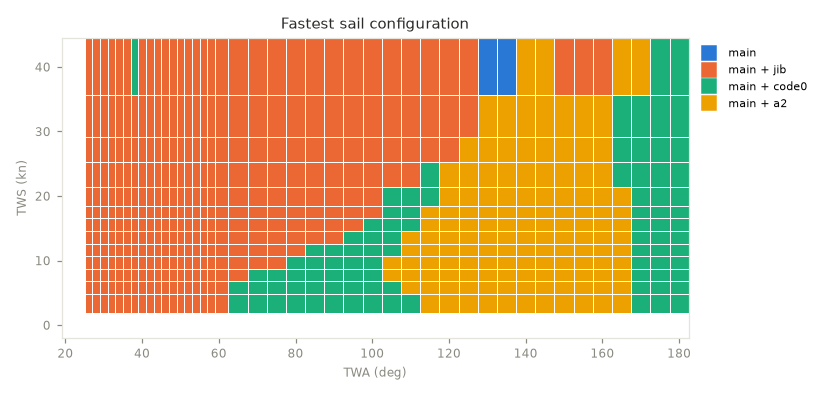 Fastest sail configuration
main
main + jib
main + code0
main + a2
TWS (kn)
40
30
20
10
0
20 40 60 80 100 120 140 160 180
TWA (deg)